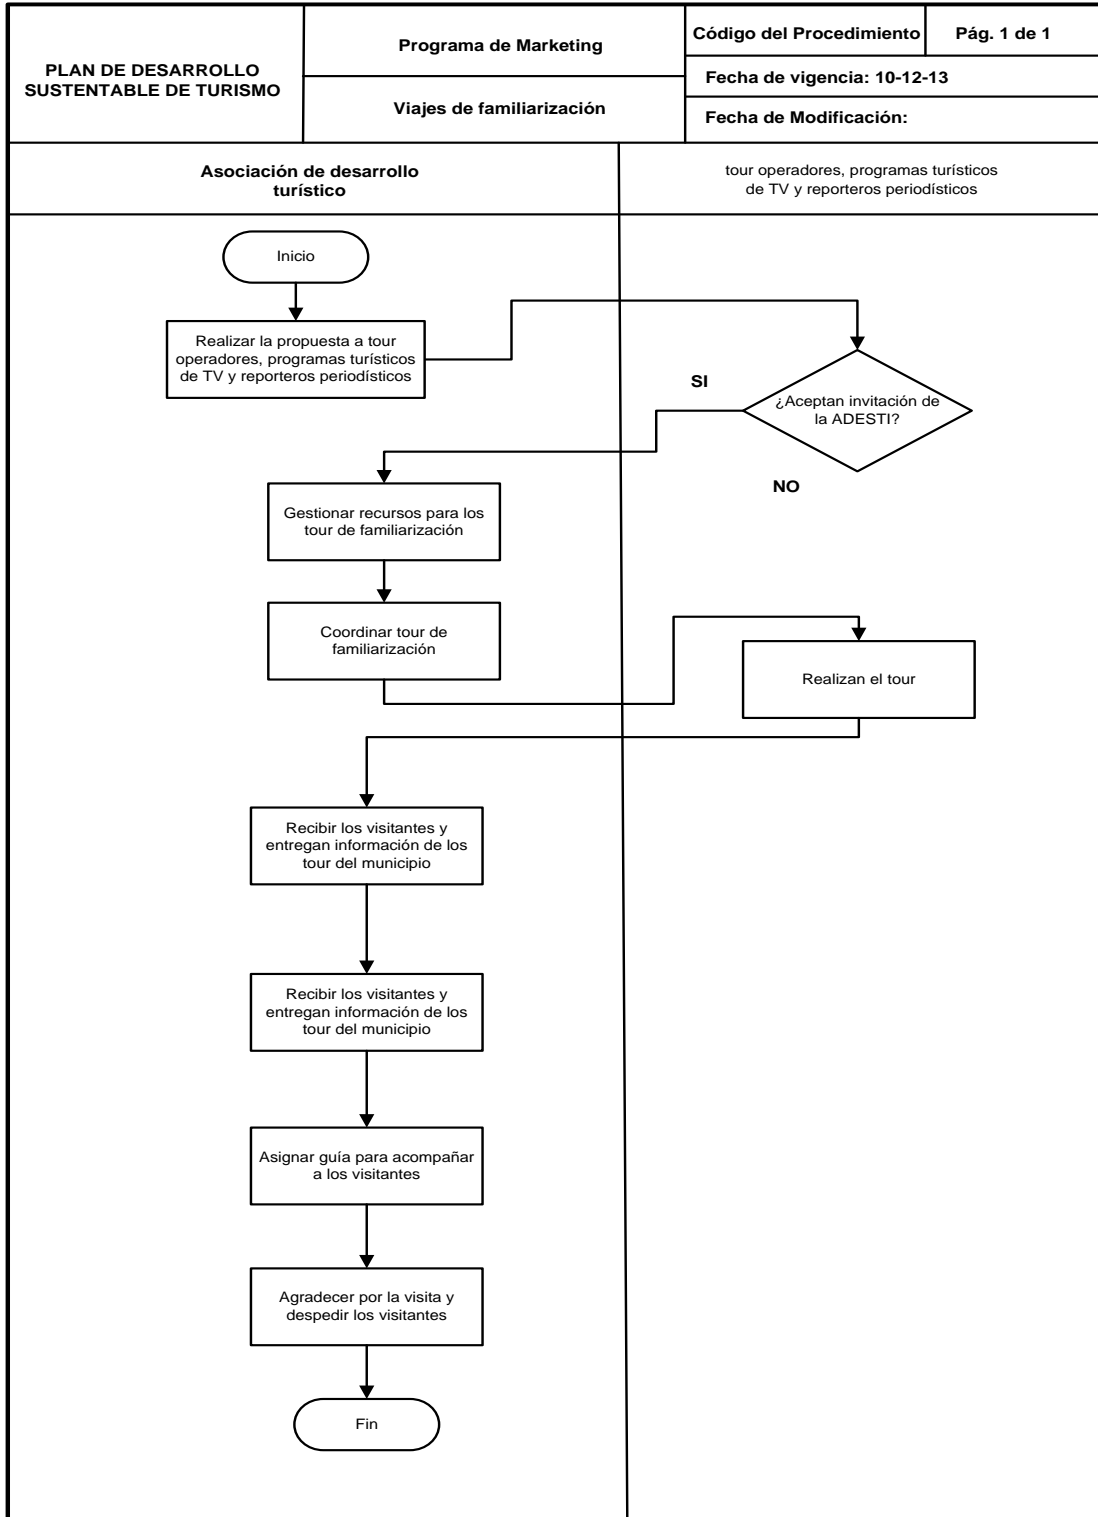 PLAN DE DESARROLLO
SUSTENTABLE DE TURISMO
Programa de Marketing
Viajes de familiarización
Código del Procedimiento
Pág. 1 de 1
Fecha de vigencia: 10-12-13
Fecha de Modificación:
Asociación de desarrollo
turístico
tour operadores, programas turísticos
de TV y reporteros periodísticos
Inicio
Realizar la propuesta a tour
operadores, programas turísticos
de TV y reporteros periodísticos
SI
¿Aceptan invitación de
la ADESTI?
NO
Gestionar recursos para los
tour de familiarización
Coordinar tour de
familiarización
Realizan el tour
Recibir los visitantes y
entregan información de los
tour del municipio
Recibir los visitantes y
entregan información de los
tour del municipio
Asignar guía para acompañar
a los visitantes
Agradecer por la visita y
despedir los visitantes
Fin